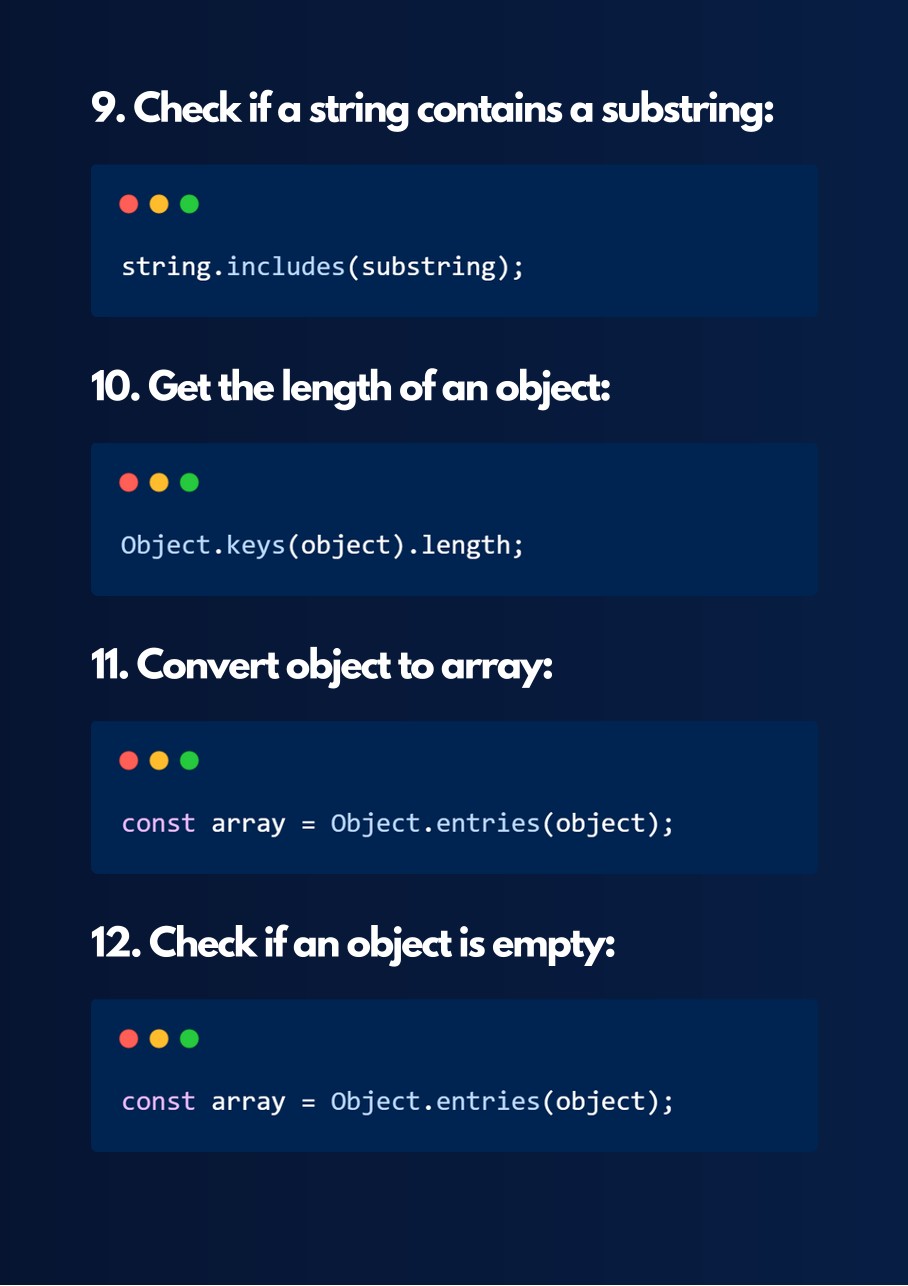 9. Check if a string contains a substring:
string.includes(substring);
10. Get the length of an object:
Object.keys(object).length;
11. Convert object to array:
const array = Object.entries(object);
12. Check if an object is empty:
const array = Object.entries(object);